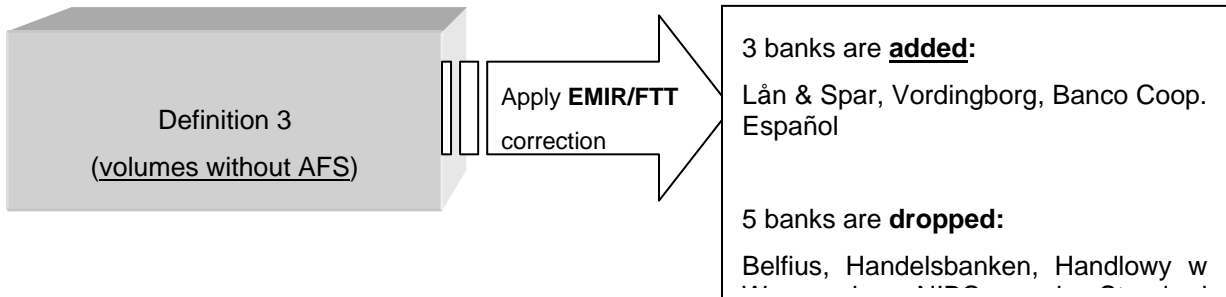 Definition 3
(volumes without AFS)
Apply EMIR/FTT
correction
3 banks are added:
Lån & Spar, Vordingborg, Banco Coop.
Español
5 banks are dropped:
Belfius, Handelsbanken, Handlowy w